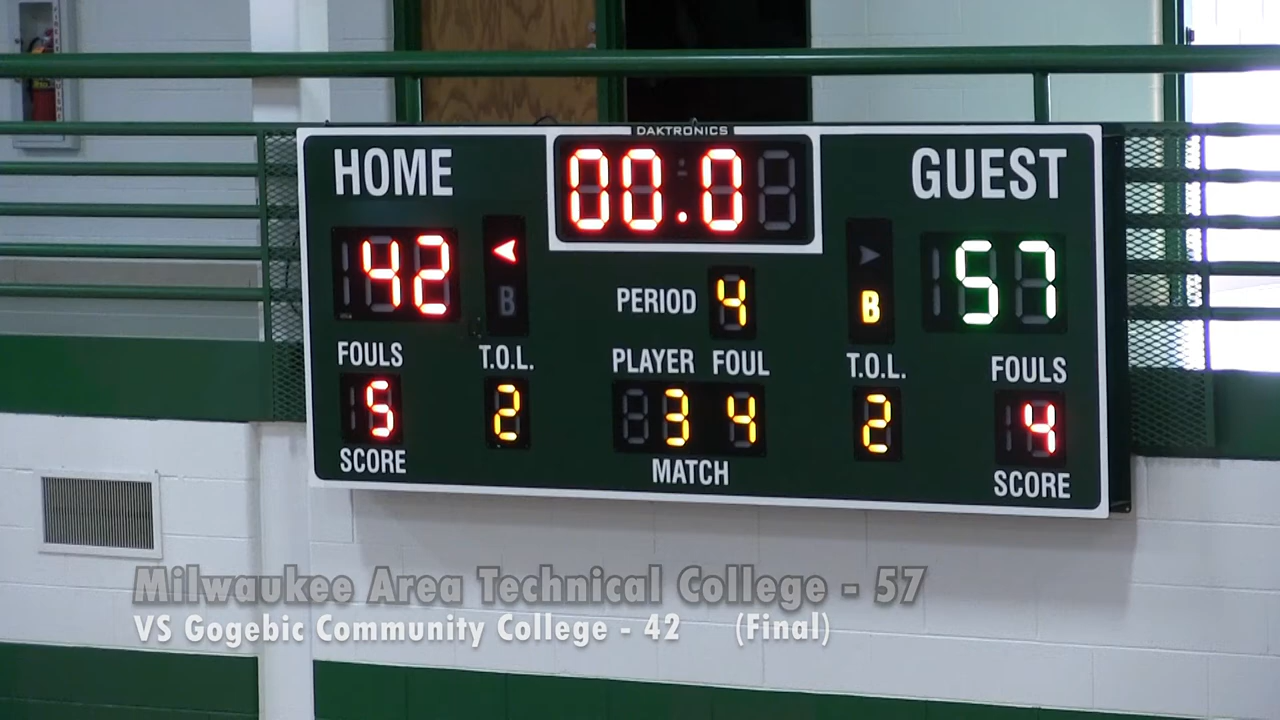 DAKTRONICS
HOME 00.0 GUEST
42 B PERIOD 4 B 57
FOULS T.O.L. PLAYER FOUL T.O.L. FOULS
5 2 3 4 2 4
SCORE MATCH SCORE
Milwaukee Area Technical College - 57
VS Gogebic Community College - 42 (Final)